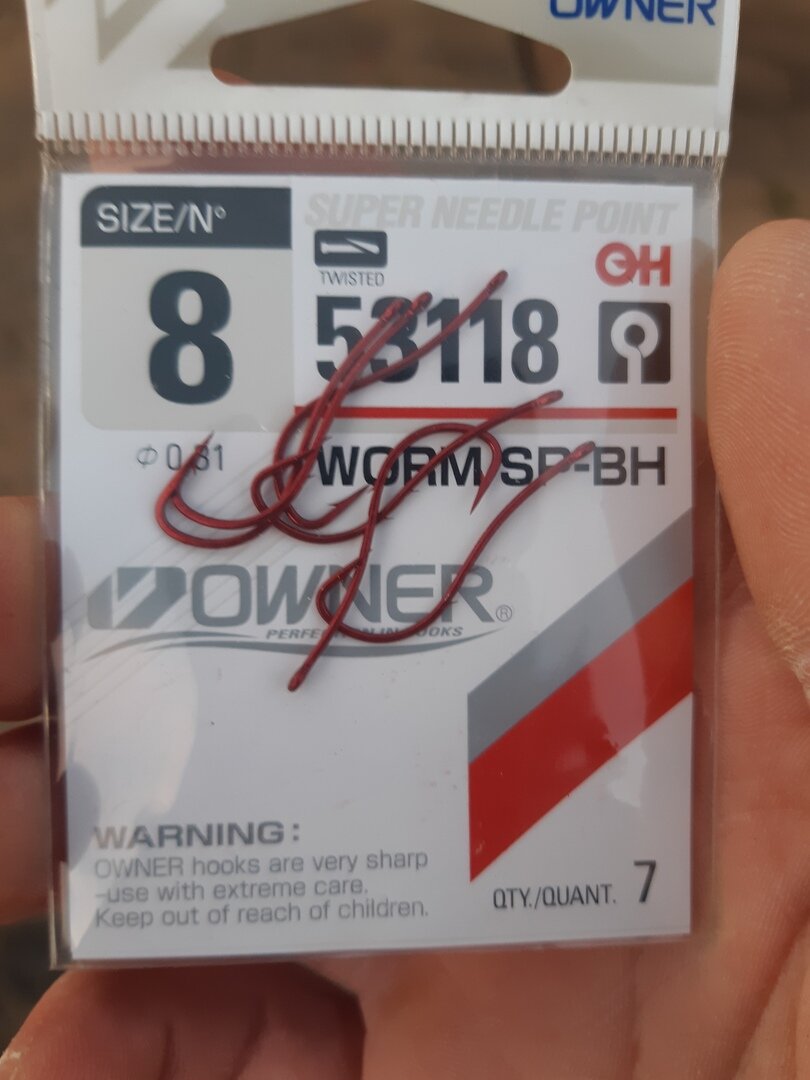 OWNER
SIZE/N°
8
SUPER NEEDLE POINT
TWISTED
53118
Φ 0,81
WORM SP-BH
OWNER®
PERFECTION IN HOOKS
WARNING:
OWNER hooks are very sharp
-use with extreme care.
Keep out of reach of children.
QTY./QUANT. 7